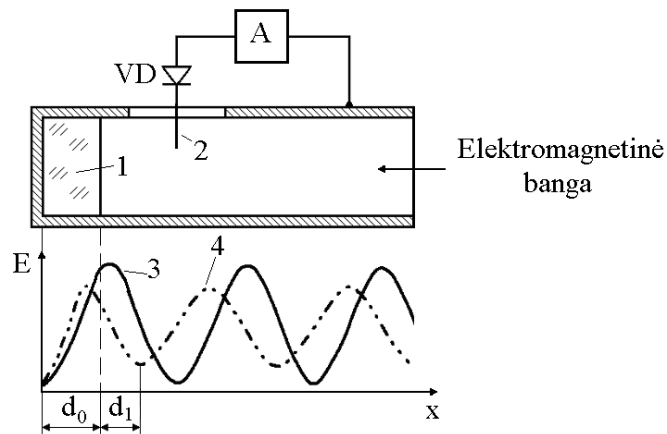 A
VD
1
2
Elektromagnetinė
banga
E
3
4
d₀
d₁
x